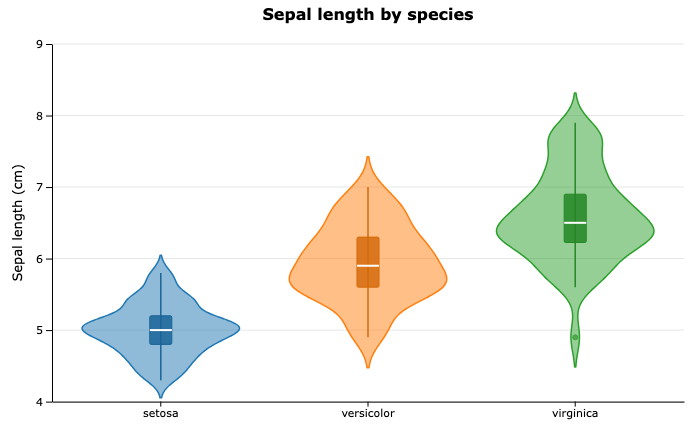 Sepal length by species
Sepal length (cm)
9
8
7
6
5
4
setosa
versicolor
virginica